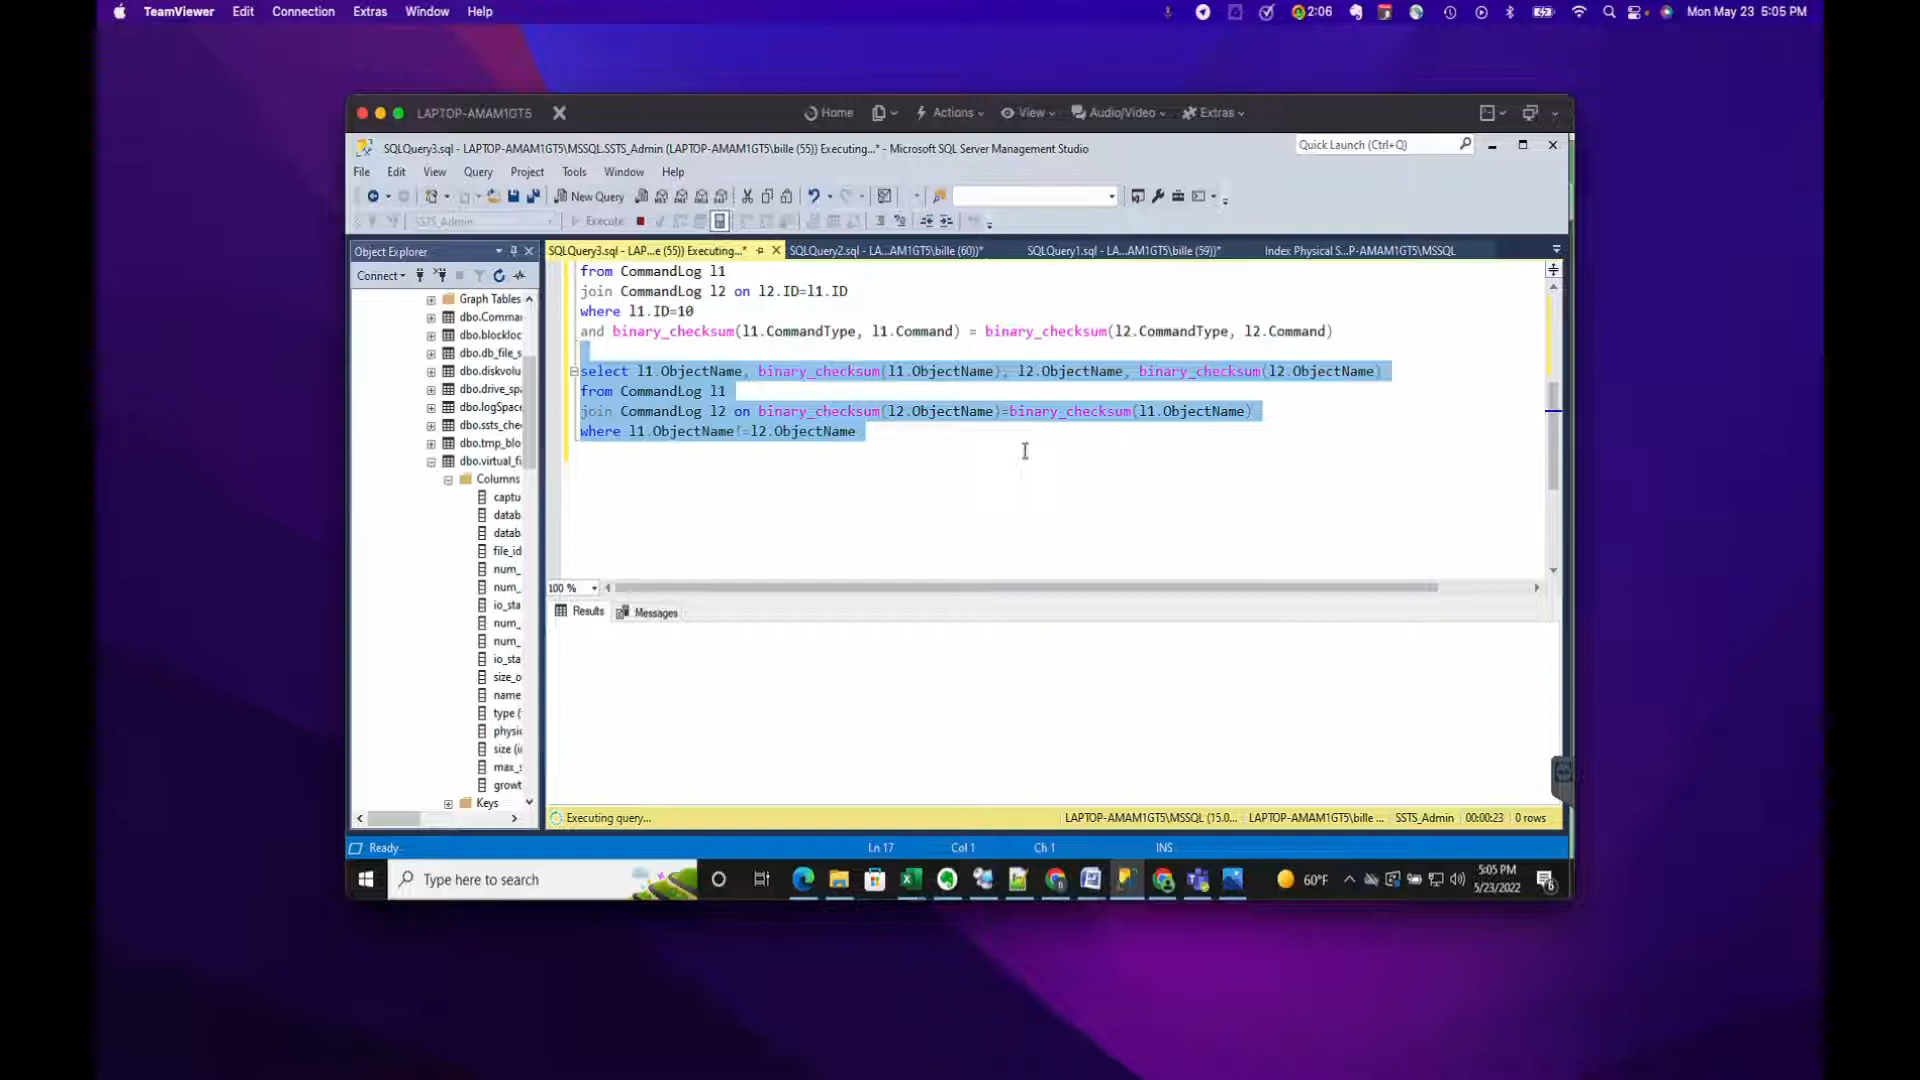 TeamViewer Edit Connection Extras Window Help 2:06 Mon May 23 5:05 PM
LAPTOP-AMAM1GT5 Home Actions View Audio/Video Extras
SQLQuery3.sql - LAPTOP-AMAM1GT5\MSSQL.SSTS_Admin (LAPTOP-AMAM1GT5\bille (55)) Executing...* - Microsoft SQL Server Management Studio Quick Launch (Ctrl+Q)
File Edit View Query Project Tools Window Help
New Query
SSTS_Admin Execute
Object Explorer SQLQuery3.sql - LAP...e (55)) Executing...* SQLQuery2.sql - LA...AM1GT5\bille (60))* SQLQuery1.sql - LA...AM1GT5\bille (59))* Index Physical S...P-AMAM1GT5\MSSQL
Connect
from CommandLog l1
join CommandLog l2 on l2.ID=l1.ID
where l1.ID=10
and binary_checksum(l1.CommandType, l1.Command) = binary_checksum(l2.CommandType, l2.Command)
select l1.ObjectName, binary_checksum(l1.ObjectName), l2.ObjectName, binary_checksum(l2.ObjectName)
from CommandLog l1
join CommandLog l2 on binary_checksum(l2.ObjectName)=binary_checksum(l1.ObjectName)
where l1.ObjectName!=l2.ObjectName
Graph Tables
dbo.Comma
dbo.blockloc
dbo.db_file_s
dbo.diskvolu
dbo.drive_spa
dbo.logSpace
dbo.ssts_che
dbo.tmp_blo
dbo.virtual_fi
Columns
captu
datab
datab
file_id
num_
num_
io_sta
num_
num_
io_sta
size_o
name
type (
physi
size (i
max_s
growt
Keys
100 %
Results Messages
Executing query... LAPTOP-AMAM1GT5\MSSQL (15.0... LAPTOP-AMAM1GT5\bille ... SSTS_Admin 00:00:23 0 rows
Ready Ln 17 Col 1 Ch 1 INS
Type here to search 60°F 5:05 PM
5/23/2022 6